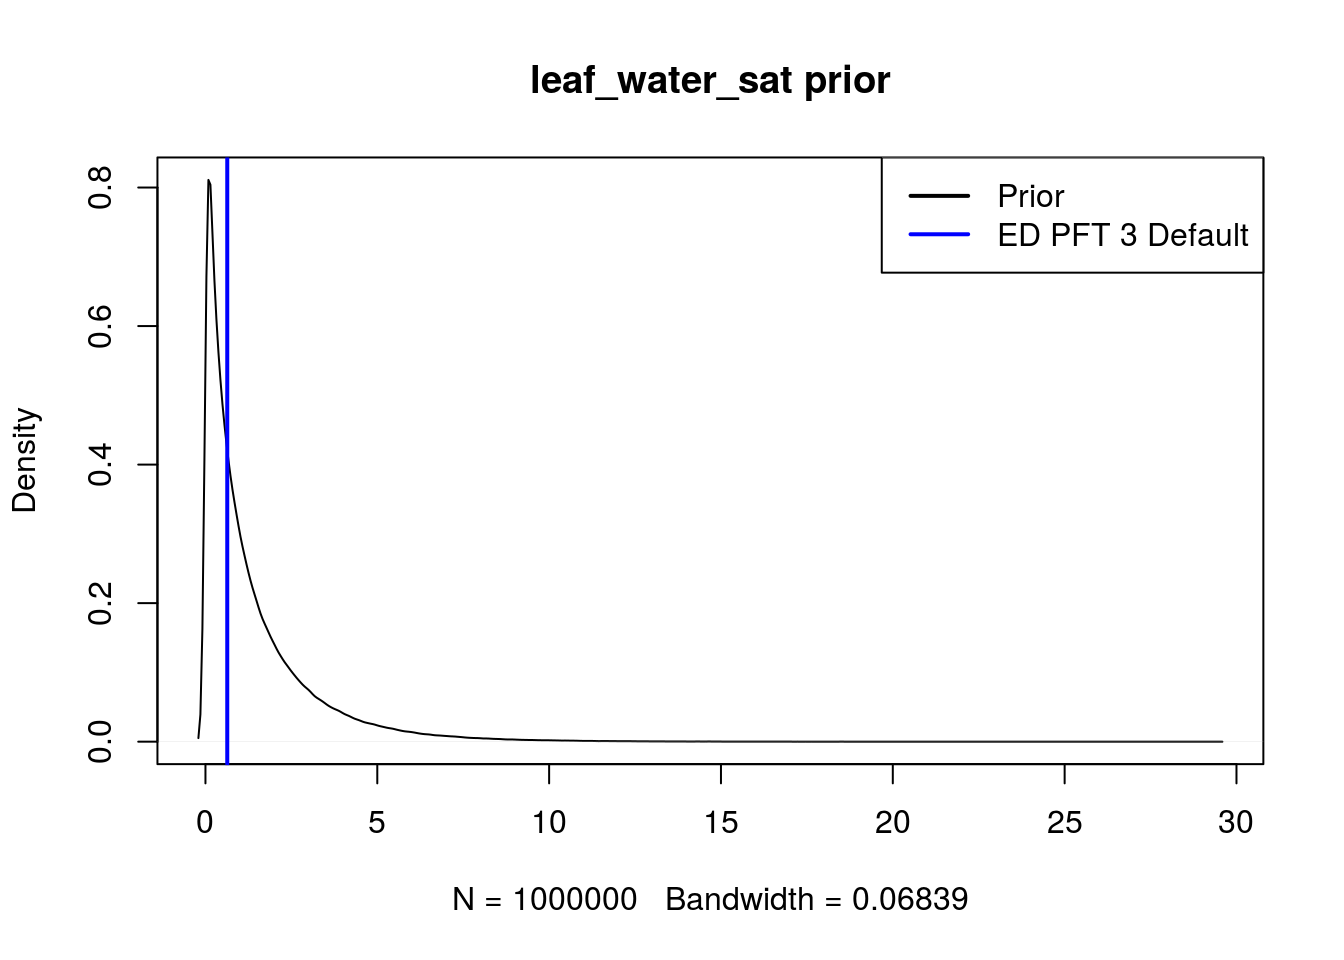 leaf_water_sat prior
Prior
ED PFT 3 Default
Density
0.8
0.6
0.4
0.2
0.0
0 5 10 15 20 25 30
N = 1000000 Bandwidth = 0.06839